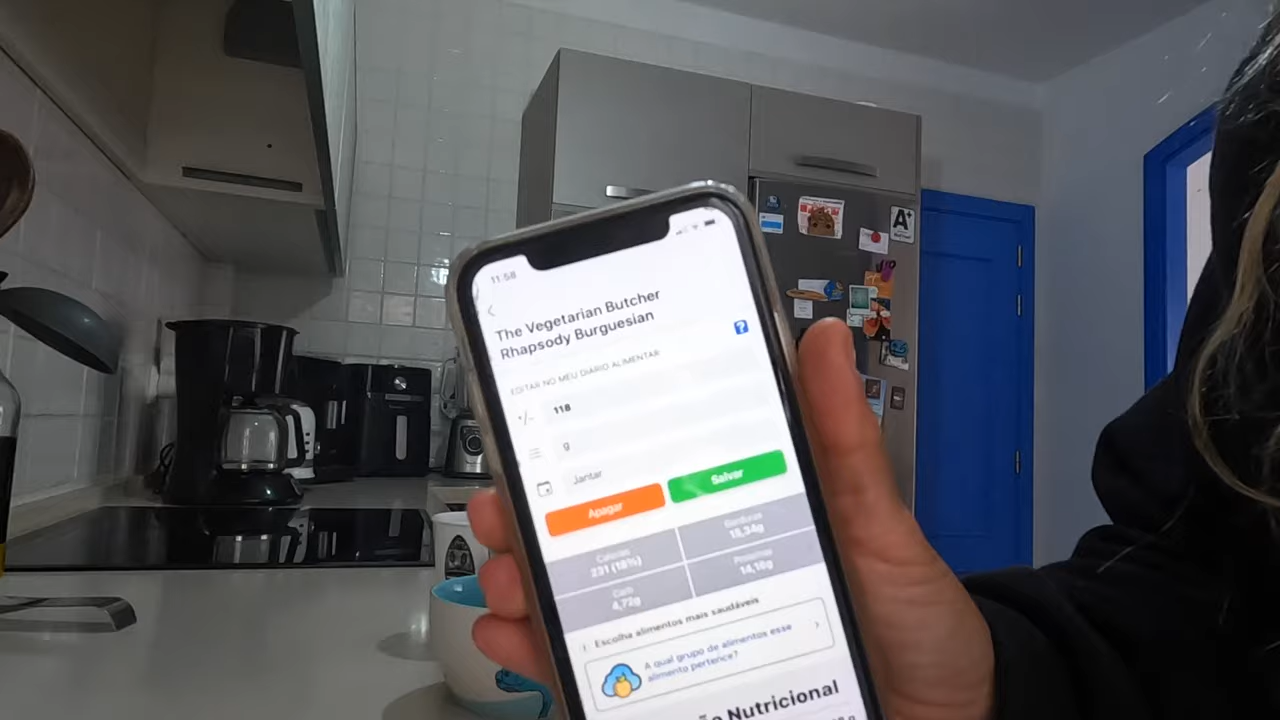 11:58
The Vegetarian Butcher
Rhapsody Burguesian
EDITAR NO MEU DIÁRIO ALIMENTAR
+/-
118
g
Jantar
Apagar
Salvar
Calorias
231 (18%)
Gorduras
15,34g
Carb
4,72g
Proteínas
14,16g
Escolha alimentos mais saudáveis
A qual grupo de alimentos esse
alimento pertence?
Nutricional
A+